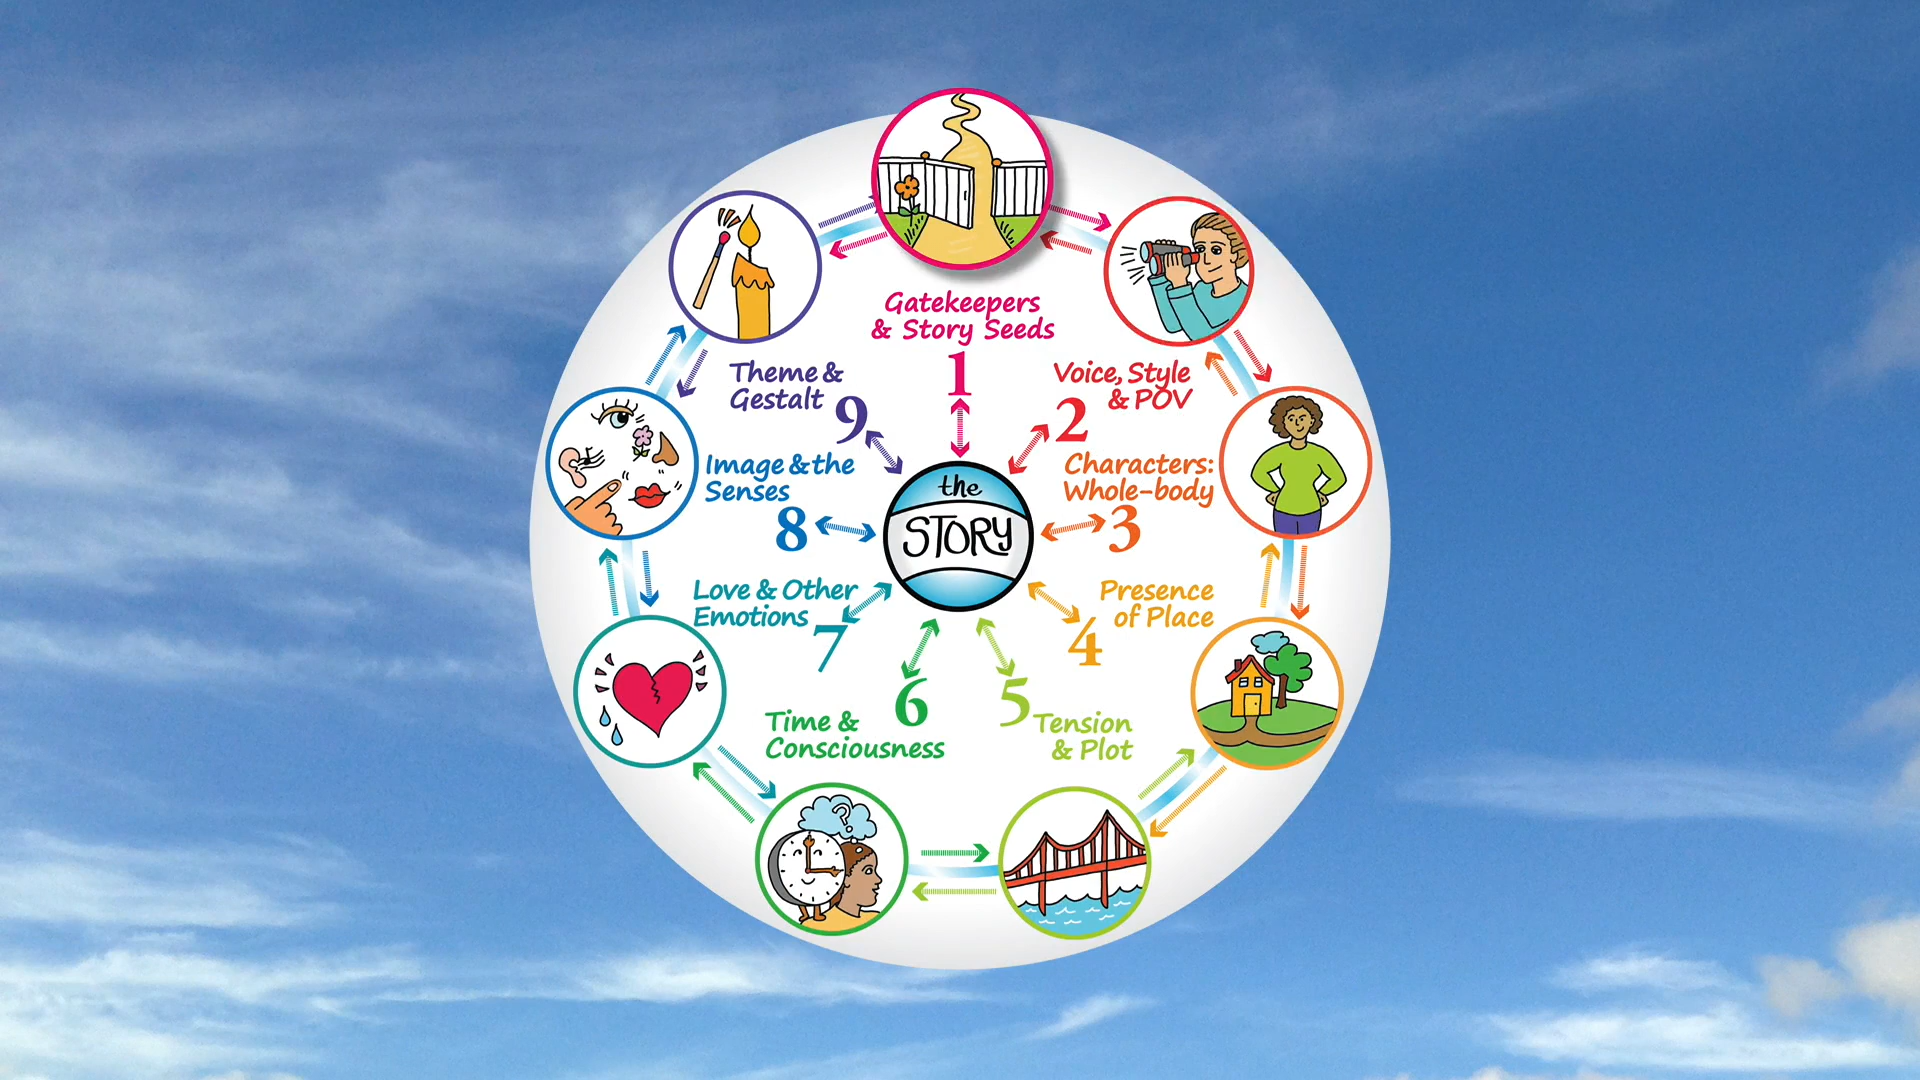 Gatekeepers
& Story Seeds
1
Voice, Style
& POV
2
Characters:
Whole-body
3
Presence
of Place
4
5
Tension
& Plot
6
Time &
Consciousness
Love & Other
Emotions
7
Image & the
Senses
8
Theme &
Gestalt
9
the
STORY
?